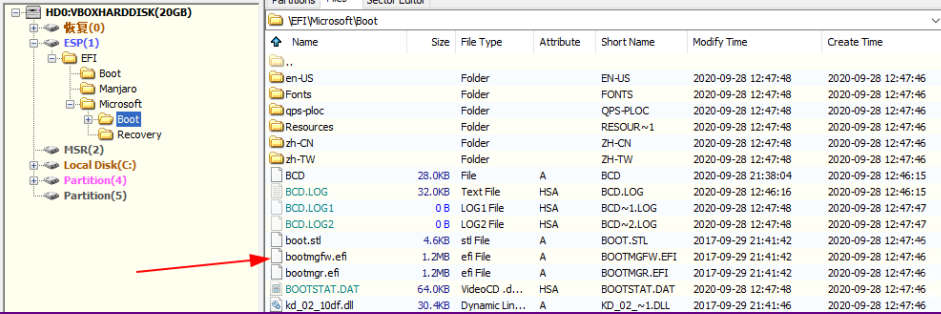 Partitions Files Sector Editor
HD0:VBOXHARDDISK(20GB)
恢复(0)
ESP(1)
EFI
Boot
Manjaro
Microsoft
Boot
Recovery
MSR(2)
Local Disk(C:)
Partition(4)
Partition(5)
\EFI\Microsoft\Boot
Name Size File Type Attribute Short Name Modify Time Create Time
..
en-US Folder EN-US 2020-09-28 12:47:48 2020-09-28 12:47:46
Fonts Folder FONTS 2020-09-28 12:47:48 2020-09-28 12:47:46
qps-ploc Folder QPS-PLOC 2020-09-28 12:47:48 2020-09-28 12:47:46
Resources Folder RESOUR~1 2020-09-28 12:47:48 2020-09-28 12:47:46
zh-CN Folder ZH-CN 2020-09-28 12:47:48 2020-09-28 12:47:46
zh-TW Folder ZH-TW 2020-09-28 12:47:48 2020-09-28 12:47:46
BCD 28.0KB File A BCD 2020-09-28 21:38:04 2020-09-28 12:46:15
BCD.LOG 32.0KB Text File HSA BCD.LOG 2020-09-28 12:46:16 2020-09-28 12:46:15
BCD.LOG1 0 B LOG1 File HSA BCD~1.LOG 2020-09-28 12:47:48 2020-09-28 12:47:47
BCD.LOG2 0 B LOG2 File HSA BCD~2.LOG 2020-09-28 12:47:48 2020-09-28 12:47:47
boot.stl 4.6KB stl File A BOOT.STL 2017-09-29 21:41:42 2020-09-28 12:47:46
bootmgfw.efi 1.2MB efi File A BOOTMGFW.EFI 2017-09-29 21:41:42 2020-09-28 12:47:46
bootmgr.efi 1.2MB efi File A BOOTMGR.EFI 2017-09-29 21:41:42 2020-09-28 12:47:46
BOOTSTAT.DAT 64.0KB VideoCD .d... HSA BOOTSTAT.DAT 2020-09-28 12:47:48 2020-09-28 12:47:46
kd_02_10df.dll 30.4KB Dynamic Lin... A KD_02_~1.DLL 2017-09-29 21:41:46 2020-09-28 12:47:46